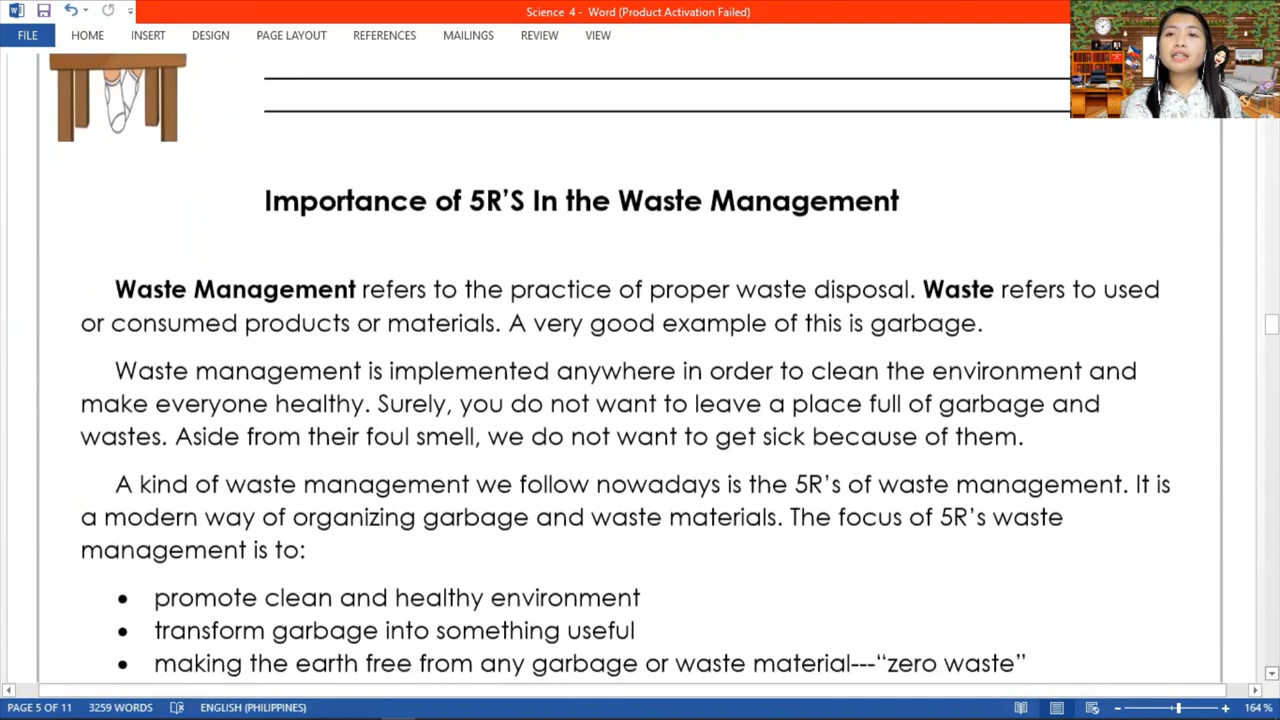 Science 4 - Word (Product Activation Failed)
FILE HOME INSERT DESIGN PAGE LAYOUT REFERENCES MAILINGS REVIEW VIEW
Importance of 5R’S In the Waste Management
Waste Management refers to the practice of proper waste disposal. Waste refers to used
or consumed products or materials. A very good example of this is garbage.
Waste management is implemented anywhere in order to clean the environment and
make everyone healthy. Surely, you do not want to leave a place full of garbage and
wastes. Aside from their foul smell, we do not want to get sick because of them.
A kind of waste management we follow nowadays is the 5R’s of waste management. It is
a modern way of organizing garbage and waste materials. The focus of 5R’s waste
management is to:
• promote clean and healthy environment
• transform garbage into something useful
• making the earth free from any garbage or waste material---“zero waste”
PAGE 5 OF 11 3259 WORDS ENGLISH (PHILIPPINES) 164 %